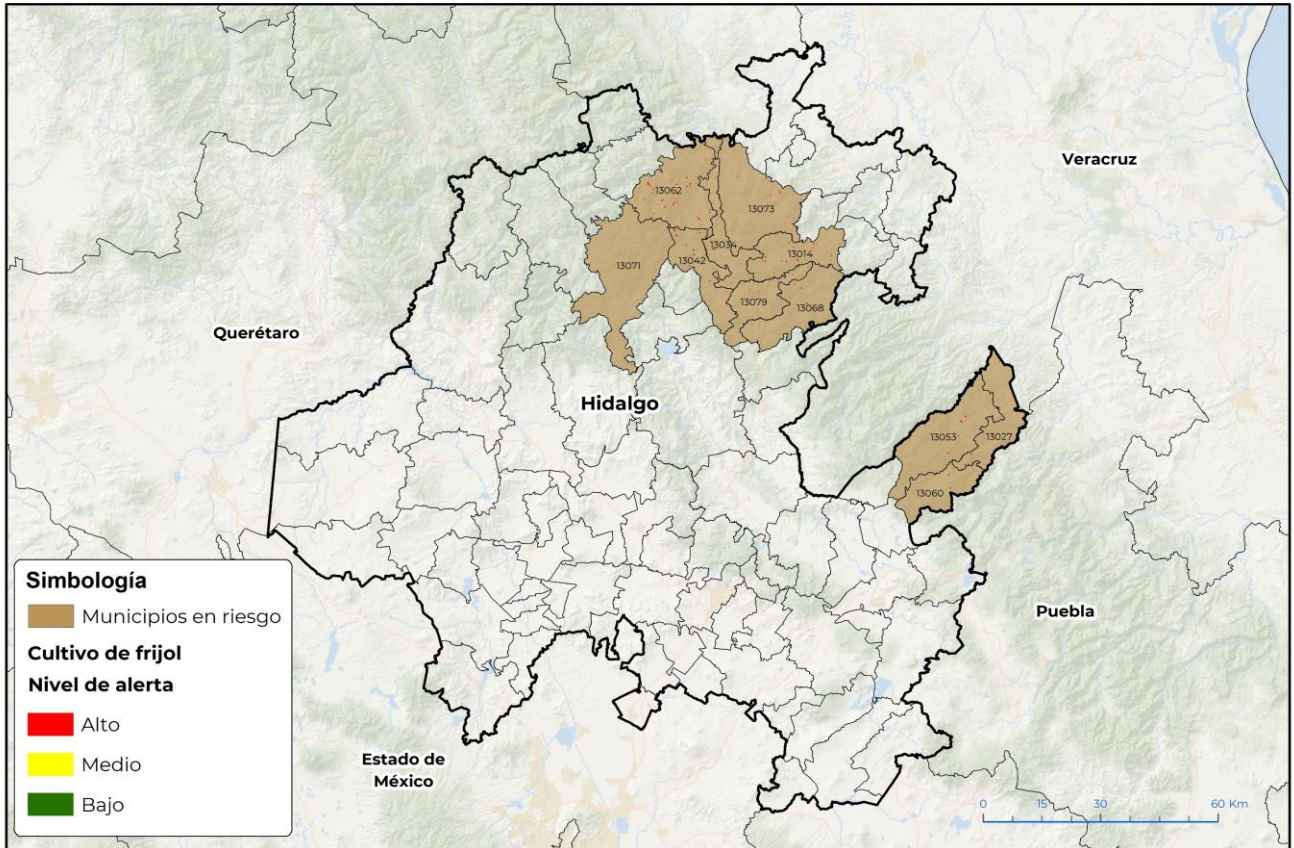 Veracruz
13062
13073
13034
13014
13042
13071
13079
13068
Querétaro
Hidalgo
13053
13027
13060
Simbología
Municipios en riesgo
Cultivo de frijol
Nivel de alerta
Alto
Medio
Bajo
Puebla
Estado de
México
0 15 30 60 Km